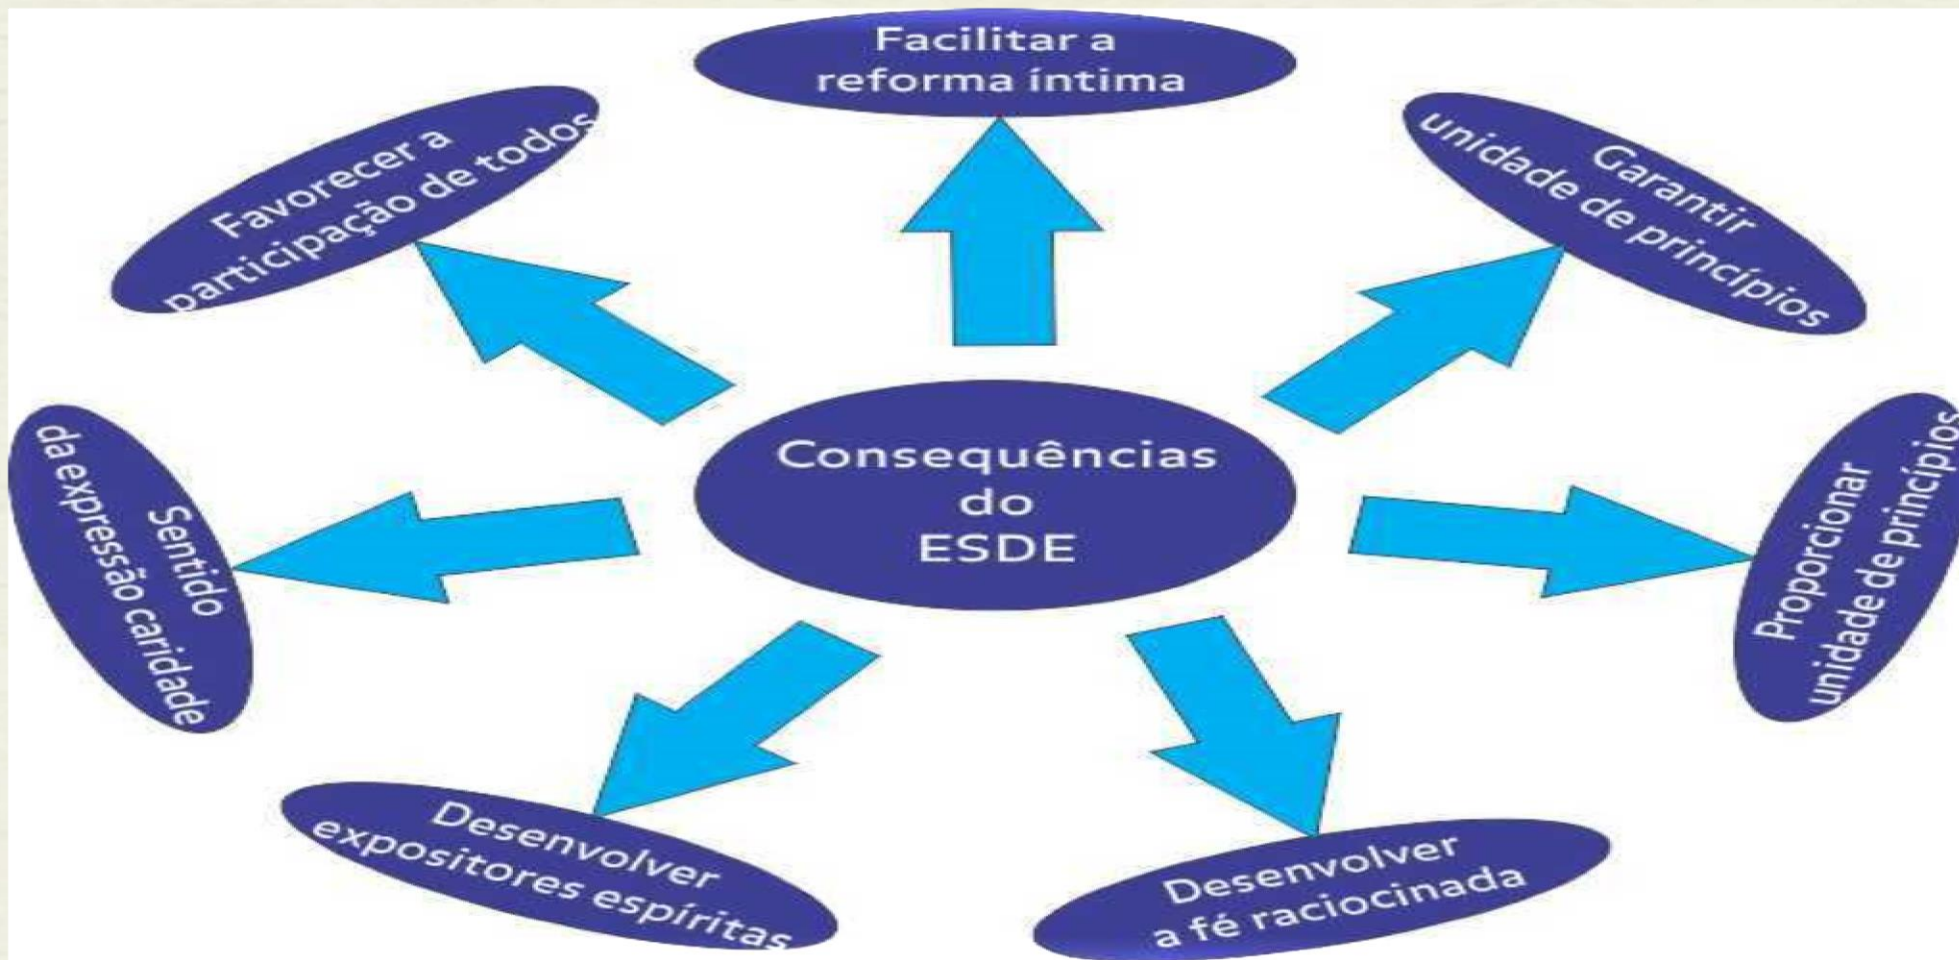 Facilitar a
reforma íntima
Favorecer a
participação de todos
Garantir
unidade de princípios
Consequências
do
ESDE
Sentido
da expressão caridade
Proporcionar
unidade de princípios
Desenvolver
expositores espíritas
Desenvolver
a fé raciocinada